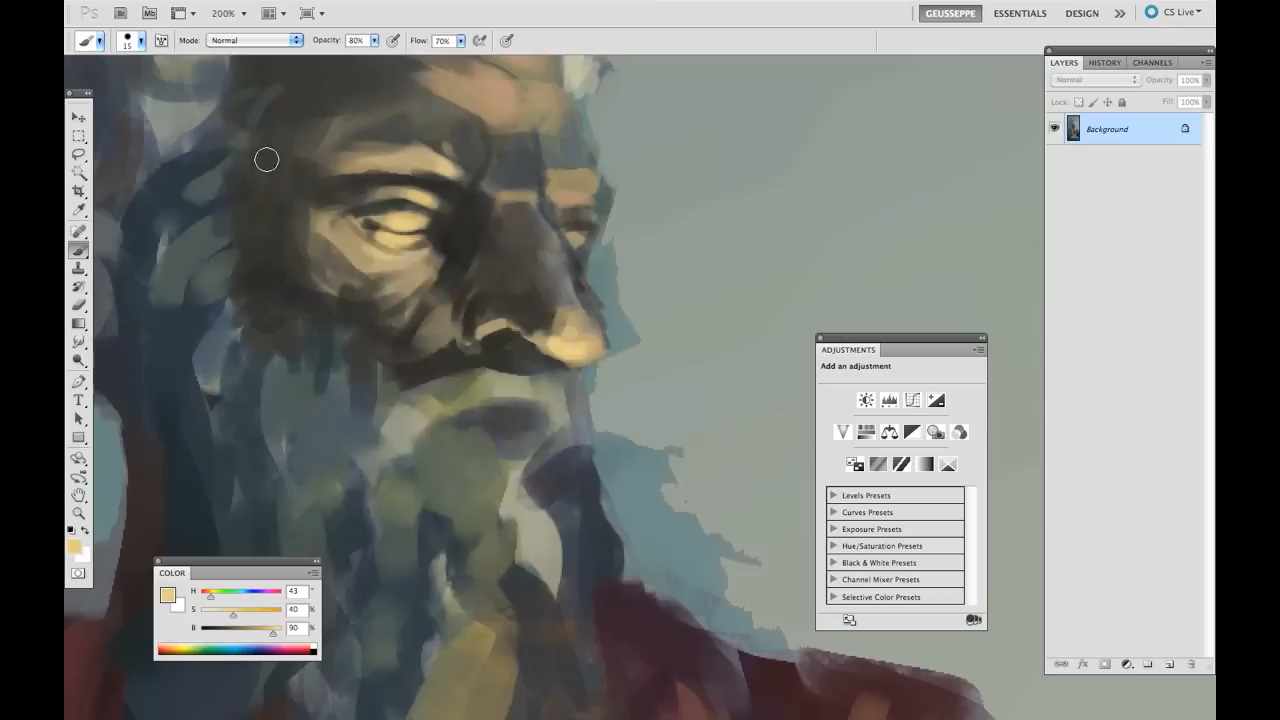 Ps Br Mb 200% GEUSSEPPE ESSENTIALS DESIGN CS Live
15 Mode: Normal Opacity: 80% Flow: 70%
LAYERS HISTORY CHANNELS
Normal Opacity: 100%
Lock: Fill: 100%
Background
ADJUSTMENTS
Add an adjustment
Levels Presets
Curves Presets
Exposure Presets
Hue/Saturation Presets
Black & White Presets
Channel Mixer Presets
Selective Color Presets
COLOR
H 43 °
S 40 %
B 90 %
T